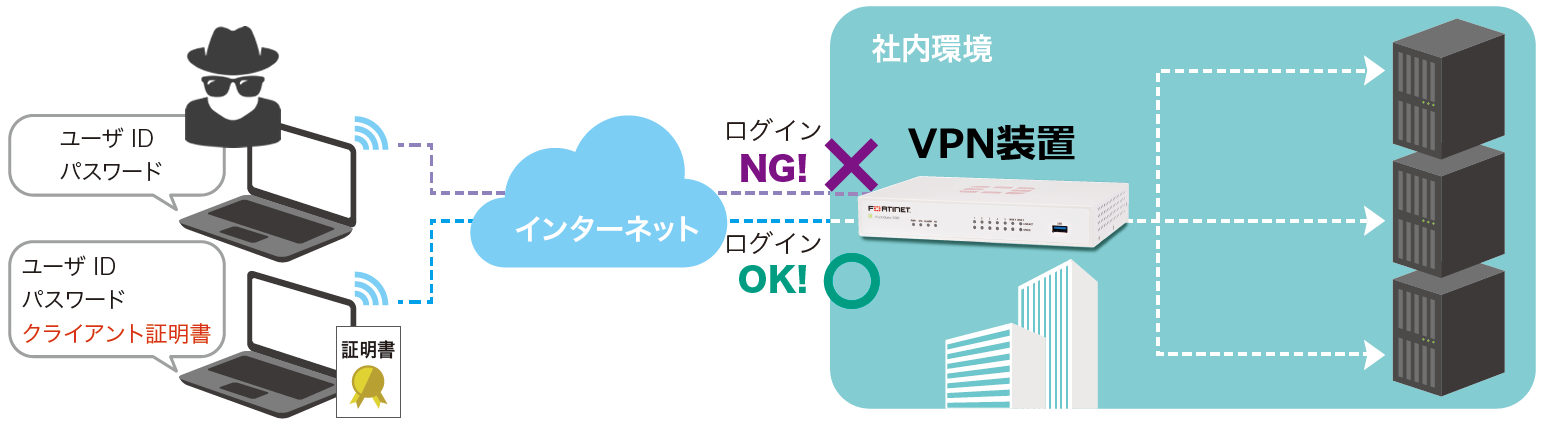 ユーザ ID
パスワード
ユーザ ID
パスワード
クライアント証明書
証明書
インターネット
ログイン
NG!
ログイン
OK!
社内環境
VPN装置
FORTINET